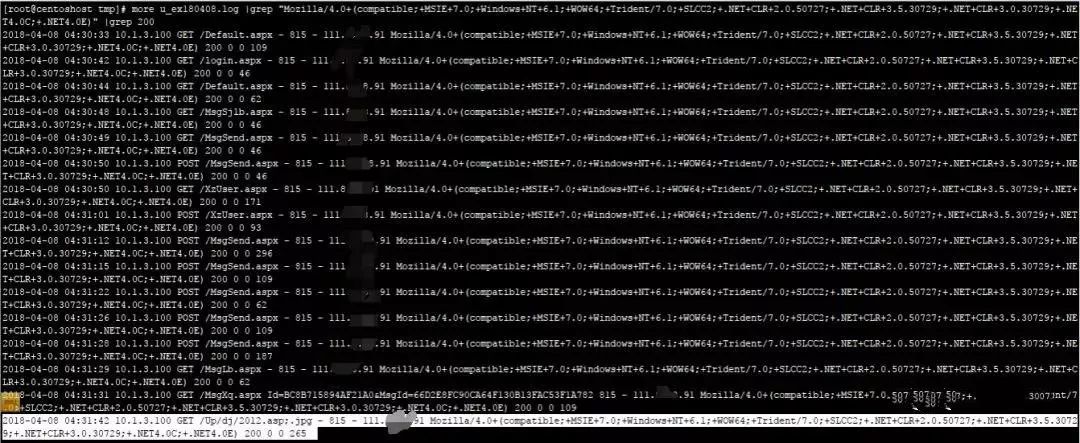 [root@centoshost tmp]# more u_ex180408.log |grep "Mozilla/4.0+(compatible;+MSIE+7.0;+Windows+NT+6.1;+WOW64;+Trident/7.0;+SLCC2;+.NET+CLR+2.0.50727;+.NET+CLR+3.5.30729;+.NET+CLR+3.0.30729;+.N
ET4.0C;+.NET4.0E)" |grep 200
2018-04-08 04:30:33 10.1.3.100 GET /Default.aspx - 815 - 111. .91 Mozilla/4.0+(compatible;+MSIE+7.0;+Windows+NT+6.1;+WOW64;+Trident/7.0;+SLCC2;+.NET+CLR+2.0.50727;+.NET+CLR+3.5.30729;+.NET
+CLR+3.0.30729;+.NET4.0C;+.NET4.0E) 200 0 0 109
2018-04-08 04:30:42 10.1.3.100 GET /login.aspx - 815 - 111. .91 Mozilla/4.0+(compatible;+MSIE+7.0;+Windows+NT+6.1;+WOW64;+Trident/7.0;+SLCC2;+.NET+CLR+2.0.50727;+.NET+CLR+3.5.30729;+.NET+C
LR+3.0.30729;+.NET4.0C;+.NET4.0E) 200 0 0 46
2018-04-08 04:30:44 10.1.3.100 GET /Default.aspx - 815 - 111. .91 Mozilla/4.0+(compatible;+MSIE+7.0;+Windows+NT+6.1;+WOW64;+Trident/7.0;+SLCC2;+.NET+CLR+2.0.50727;+.NET+CLR+3.5.30729;+.NET
+CLR+3.0.30729;+.NET4.0C;+.NET4.0E) 200 0 0 62
2018-04-08 04:30:48 10.1.3.100 GET /MsgSjlb.aspx - 815 - 111. .91 Mozilla/4.0+(compatible;+MSIE+7.0;+Windows+NT+6.1;+WOW64;+Trident/7.0;+SLCC2;+.NET+CLR+2.0.50727;+.NET+CLR+3.5.30729;+.NET
+CLR+3.0.30729;+.NET4.0C;+.NET4.0E) 200 0 0 46
2018-04-08 04:30:49 10.1.3.100 GET /MsgSend.aspx - 815 - 111. .91 Mozilla/4.0+(compatible;+MSIE+7.0;+Windows+NT+6.1;+WOW64;+Trident/7.0;+SLCC2;+.NET+CLR+2.0.50727;+.NET+CLR+3.5.30729;+.NET
+CLR+3.0.30729;+.NET4.0C;+.NET4.0E) 200 0 0 46
2018-04-08 04:30:50 10.1.3.100 POST /MsgSend.aspx - 815 - 111. .91 Mozilla/4.0+(compatible;+MSIE+7.0;+Windows+NT+6.1;+WOW64;+Trident/7.0;+SLCC2;+.NET+CLR+2.0.50727;+.NET+CLR+3.5.30729;+.NE
T+CLR+3.0.30729;+.NET4.0C;+.NET4.0E) 200 0 0 46
2018-04-08 04:30:50 10.1.3.100 GET /XzUser.aspx - 815 - 111. 91 Mozilla/4.0+(compatible;+MSIE+7.0;+Windows+NT+6.1;+WOW64;+Trident/7.0;+SLCC2;+.NET+CLR+2.0.50727;+.NET+CLR+3.5.30729;+.NET+
CLR+3.0.30729;+.NET4.0C;+.NET4.0E) 200 0 0 171
2018-04-08 04:31:01 10.1.3.100 POST /XzUser.aspx - 815 - 111. .91 Mozilla/4.0+(compatible;+MSIE+7.0;+Windows+NT+6.1;+WOW64;+Trident/7.0;+SLCC2;+.NET+CLR+2.0.50727;+.NET+CLR+3.5.30729;+.NET
+CLR+3.0.30729;+.NET4.0C;+.NET4.0E) 200 0 0 93
2018-04-08 04:31:12 10.1.3.100 POST /MsgSend.aspx - 815 - 111. .91 Mozilla/4.0+(compatible;+MSIE+7.0;+Windows+NT+6.1;+WOW64;+Trident/7.0;+SLCC2;+.NET+CLR+2.0.50727;+.NET+CLR+3.5.30729;+.NE
T+CLR+3.0.30729;+.NET4.0C;+.NET4.0E) 200 0 0 296
2018-04-08 04:31:15 10.1.3.100 POST /MsgSend.aspx - 815 - 111. .91 Mozilla/4.0+(compatible;+MSIE+7.0;+Windows+NT+6.1;+WOW64;+Trident/7.0;+SLCC2;+.NET+CLR+2.0.50727;+.NET+CLR+3.5.30729;+.NE
T+CLR+3.0.30729;+.NET4.0C;+.NET4.0E) 200 0 0 109
2018-04-08 04:31:22 10.1.3.100 POST /MsgSend.aspx - 815 - 111. .91 Mozilla/4.0+(compatible;+MSIE+7.0;+Windows+NT+6.1;+WOW64;+Trident/7.0;+SLCC2;+.NET+CLR+2.0.50727;+.NET+CLR+3.5.30729;+.NE
T+CLR+3.0.30729;+.NET4.0C;+.NET4.0E) 200 0 0 62
2018-04-08 04:31:26 10.1.3.100 POST /MsgSend.aspx - 815 - 111. .91 Mozilla/4.0+(compatible;+MSIE+7.0;+Windows+NT+6.1;+WOW64;+Trident/7.0;+SLCC2;+.NET+CLR+2.0.50727;+.NET+CLR+3.5.30729;+.NE
T+CLR+3.0.30729;+.NET4.0C;+.NET4.0E) 200 0 0 109
2018-04-08 04:31:28 10.1.3.100 POST /MsgSend.aspx - 815 - 111. .91 Mozilla/4.0+(compatible;+MSIE+7.0;+Windows+NT+6.1;+WOW64;+Trident/7.0;+SLCC2;+.NET+CLR+2.0.50727;+.NET+CLR+3.5.30729;+.NE
T+CLR+3.0.30729;+.NET4.0C;+.NET4.0E) 200 0 0 187
2018-04-08 04:31:29 10.1.3.100 GET /MsgLb.aspx - 815 - 111. .91 Mozilla/4.0+(compatible;+MSIE+7.0;+Windows+NT+6.1;+WOW64;+Trident/7.0;+SLCC2;+.NET+CLR+2.0.50727;+.NET+CLR+3.5.30729;+.NET+C
LR+3.0.30729;+.NET4.0C;+.NET4.0E) 200 0 0 62
2018-04-08 04:31:31 10.1.3.100 GET /MsgXq.aspx Id=BC8B715894AF21A0&MsgId=66D2E8FC90CA64F130B13FAC53F1A782 815 - 111. .91 Mozilla/4.0+(compatible;+MSIE+7.0
+SLCC2;+.NET+CLR+2.0.50727;+.NET+CLR+3.5.30729;+.NET+CLR+3.0.30729;+.NET4.0C;+.NET4.0E) 200 0 0 109
2018-04-08 04:31:42 10.1.3.100 GET /Up/dj/2012.asp;.jpg - 815 - 111. .91 Mozilla/4.0+(compatible;+MSIE+7.0;+Windows+NT+6.1;+WOW64;+Trident/7.0;+SLCC2;+.NET+CLR+2.0.50727;+.NET+CLR+3.5.3072
9;+.NET+CLR+3.0.30729;+.NET4.0C;+.NET4.0E) 200 0 0 265